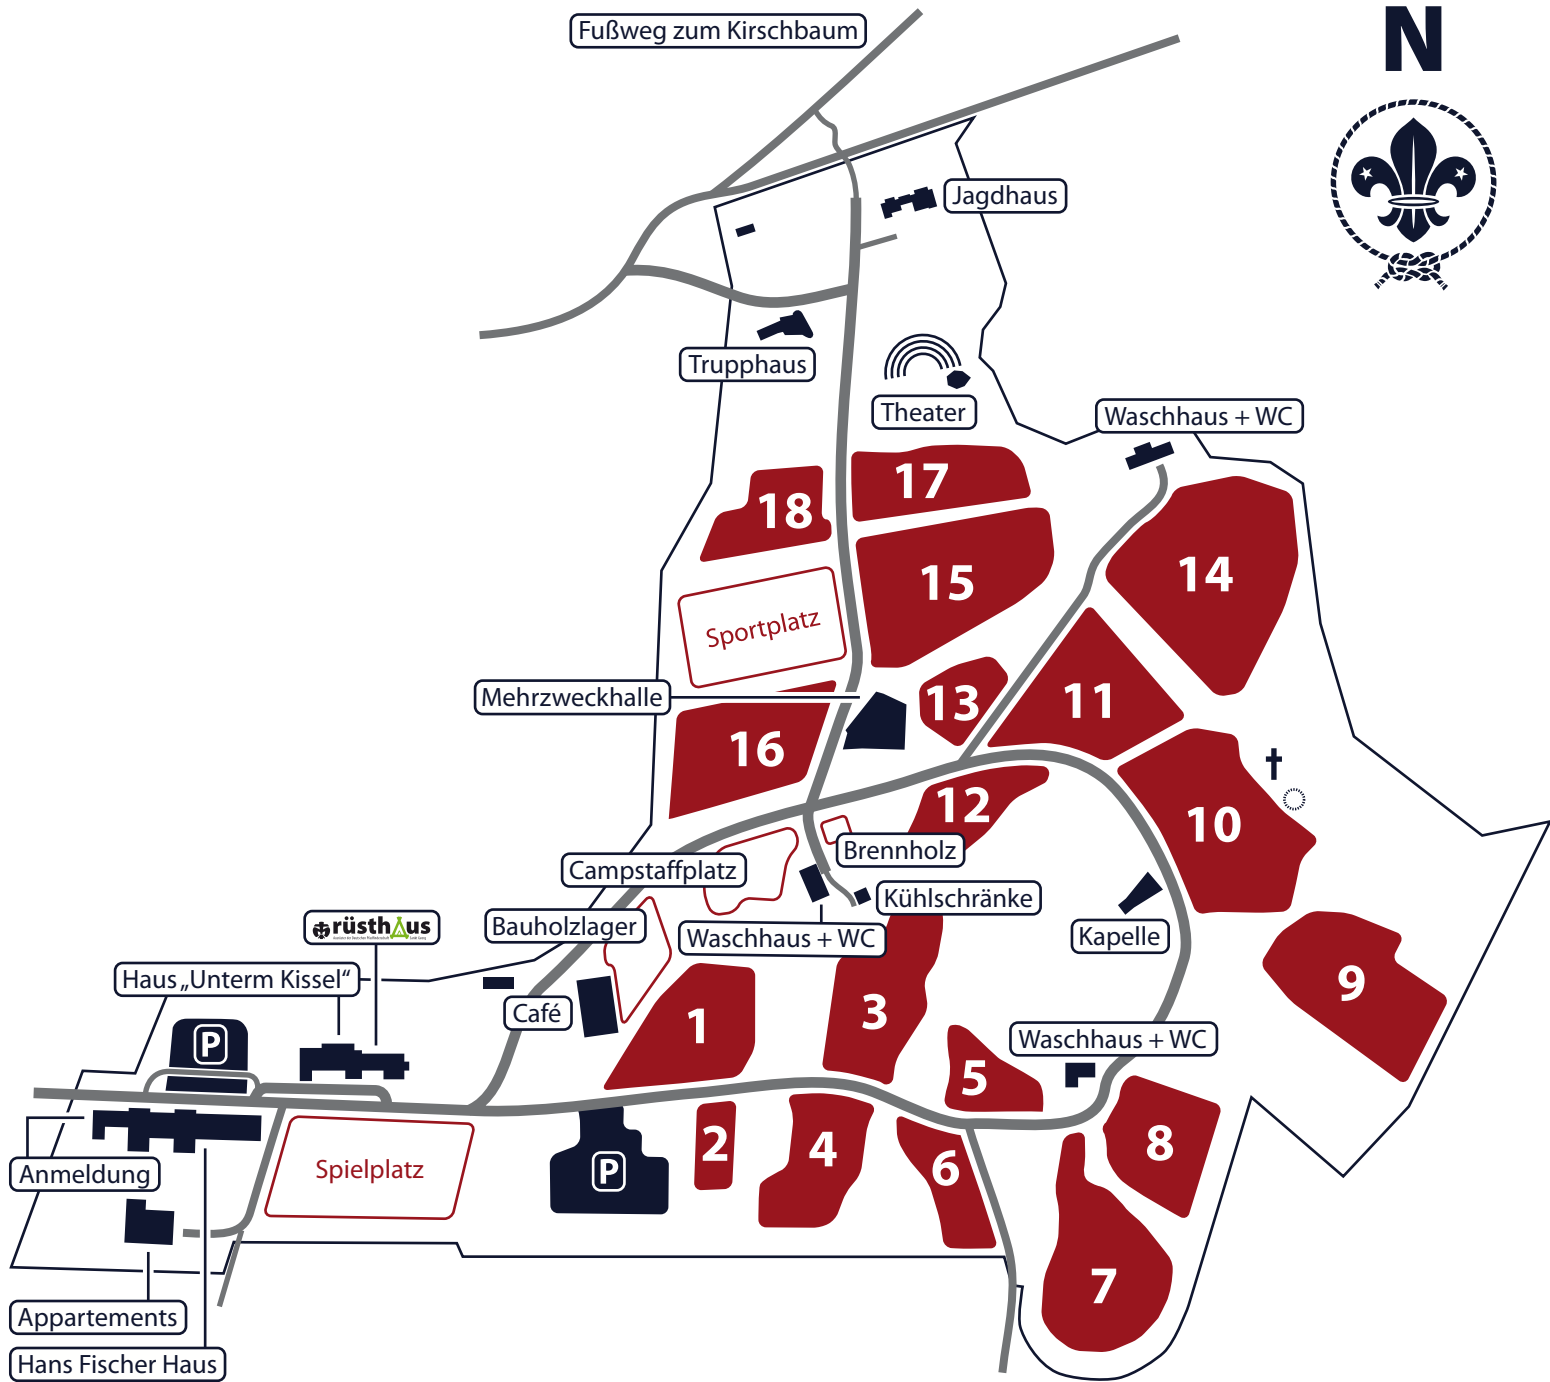 Fußweg zum Kirschbaum
N
Jagdhaus
Trupphaus
Theater
Waschhaus + WC
17
18
15
14
Sportplatz
Mehrzweckhalle
13
11
16
12
10
Brennholz
Campstaffplatz
Kühlschränke
Bauholzlager
rüsthaus
Waschhaus + WC
Kapelle
Haus „Unterm Kissel“
9
Café
1
3
Waschhaus + WC
P
5
2
4
6
8
Anmeldung
Spielplatz
P
7
Appartements
Hans Fischer Haus